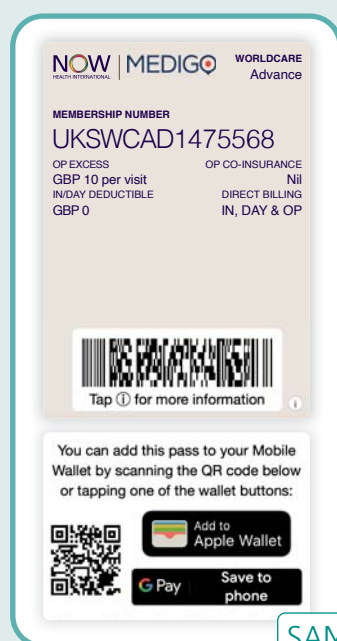 NOW | MEDIGO WORLDCARE
HEALTH INTERNATIONAL Advance
MEMBERSHIP NUMBER
UKSWCAD1475568
OP EXCESS OP CO-INSURANCE
GBP 10 per visit Nil
IN/DAY DEDUCTIBLE DIRECT BILLING
GBP 0 IN, DAY & OP
Tap ⓘ for more information
You can add this pass to your Mobile
Wallet by scanning the QR code below
or tapping one of the wallet buttons:
Add to
Apple Wallet
G Pay Save to
phone
SAM